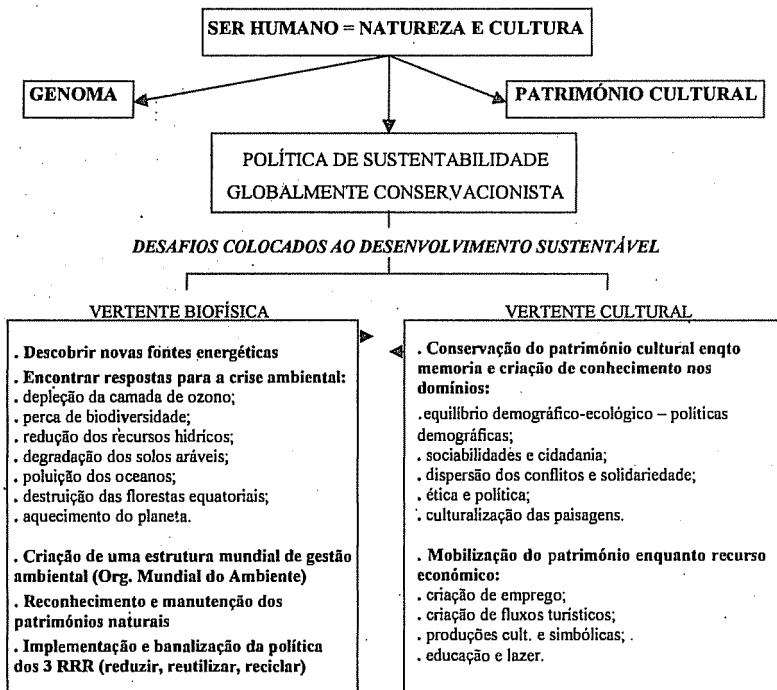 SER HUMANO = NATUREZA E CULTURA
GENOMA
PATRIMÓNIO CULTURAL
POLÍTICA DE SUSTENTABILIDADE
GLOBALMENTE CONSERVACIONISTA
DESAFIOS COLOCADOS AO DESENVOLVIMENTO SUSTENTÁVEL
VERTENTE BIOFÍSICA
. Descobrir novas fontes energéticas
. Encontrar respostas para a crise ambiental:
. depleção da camada de ozono;
. perca de biodiversidade;
. redução dos recursos hídricos;
. degradação dos solos aráveis;
. poluição dos oceanos;
. destruição das florestas equatoriais;
. aquecimento do planeta.
. Criação de uma estrutura mundial de gestão
ambiental (Org. Mundial do Ambiente)
. Reconhecimento e manutenção dos
patrimónios naturais
. Implementação e banalização da política
dos 3 RRR (reduzir, reutilizar, reciclar)
VERTENTE CULTURAL
. Conservação do património cultural enqto
memoria e criação de conhecimento nos
domínios:
.equilíbrio demográfico-ecológico – políticas
demográficas;
. sociabilidades e cidadania;
. dispersão dos conflitos e solidariedade;
. ética e política;
. culturalização das paisagens.
. Mobilização do património enquanto recurso
económico:
. criação de emprego;
. criação de fluxos turísticos;
. produções cult. e simbólicas;
. educação e lazer.